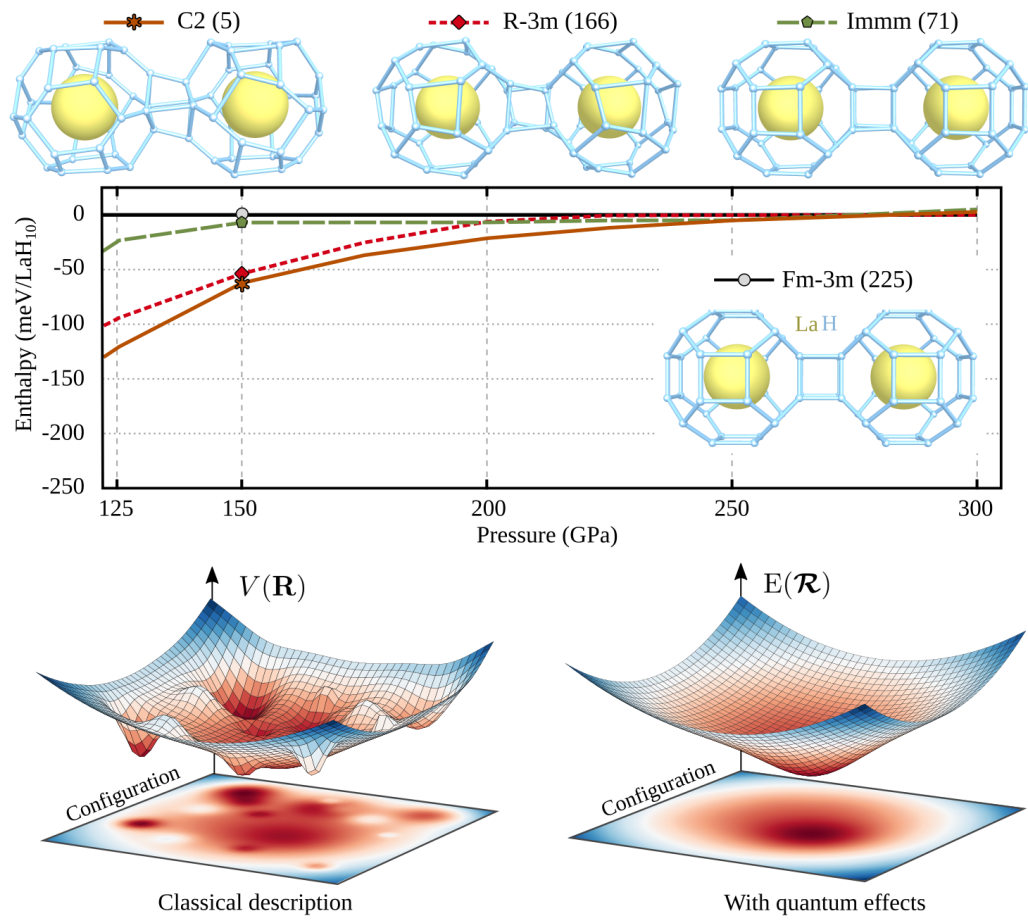 C2 (5)
R-3m (166)
Immm (71)
0
-50
-100
-150
-200
-250
Enthalpy (meV/LaH₁₀)
Fm-3m (225)
La H
125
150
200
250
300
Pressure (GPa)
V(R)
E(𝓡)
Configuration
Configuration
Classical description
With quantum effects